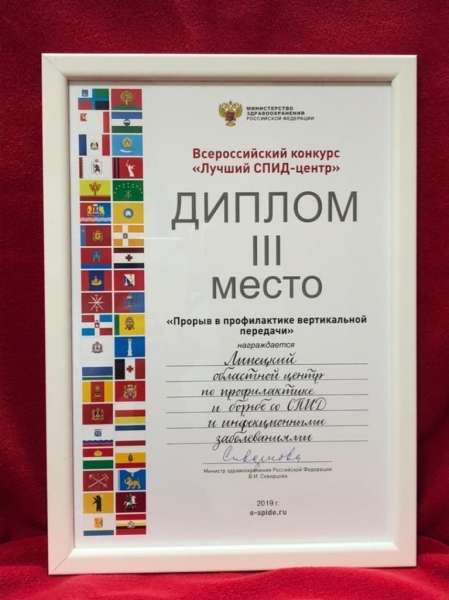 МИНИСТЕРСТВО
ЗДРАВООХРАНЕНИЯ
РОССИЙСКОЙ ФЕДЕРАЦИИ
Всероссийский конкурс
«Лучший СПИД-центр»
ДИПЛОМ
III
место
«Прорыв в профилактике вертикальной
передачи»
награждается
Липецкий
областной центр
по профилактике
и борьбе со СПИД
и инфекционными
заболеваниями
Министр здравоохранения Российской Федерации
В.И. Скворцова
2019 г.
o-spide.ru